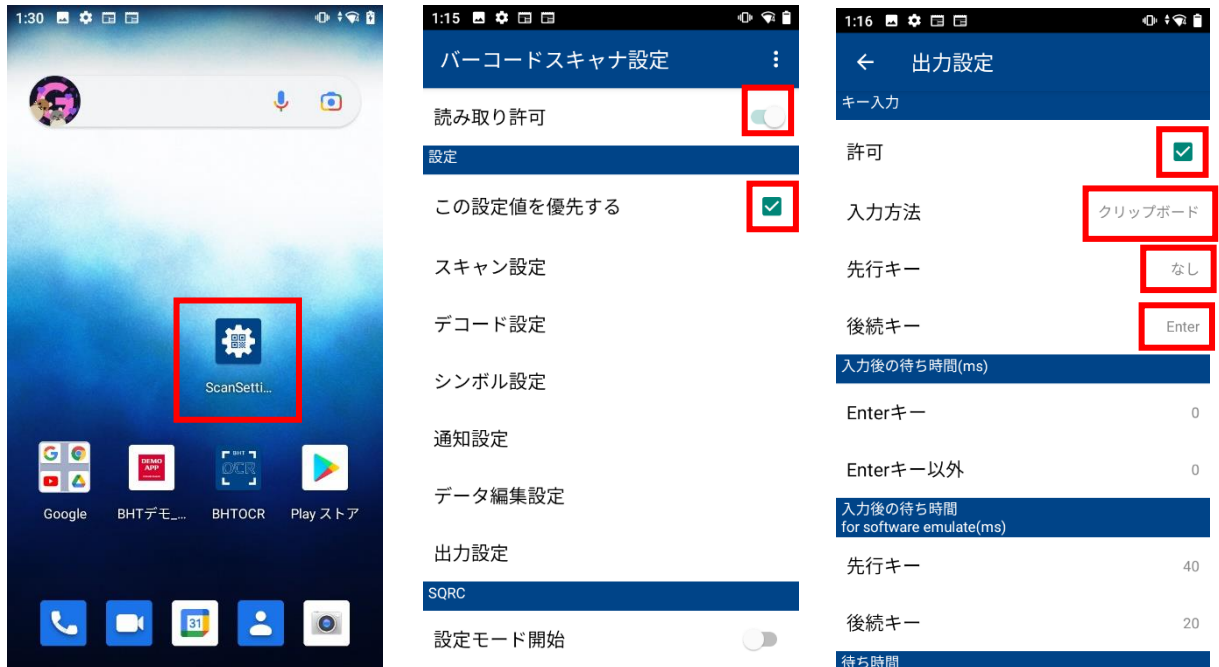 1:30
ScanSetti...
DEMO
APP
BHT
OCR
Google
BHTデモ_...
BHTOCR
Play ストア
31
1:15
バーコードスキャナ設定
読み取り許可
設定
この設定値を優先する
スキャン設定
デコード設定
シンボル設定
通知設定
データ編集設定
出力設定
SQRC
設定モード開始
1:16
出力設定
キー入力
許可
入力方法 クリップボード
先行キー なし
後続キー Enter
入力後の待ち時間(ms)
Enterキー 0
Enterキー以外 0
入力後の待ち時間
for software emulate(ms)
先行キー 40
後続キー 20
待ち時間